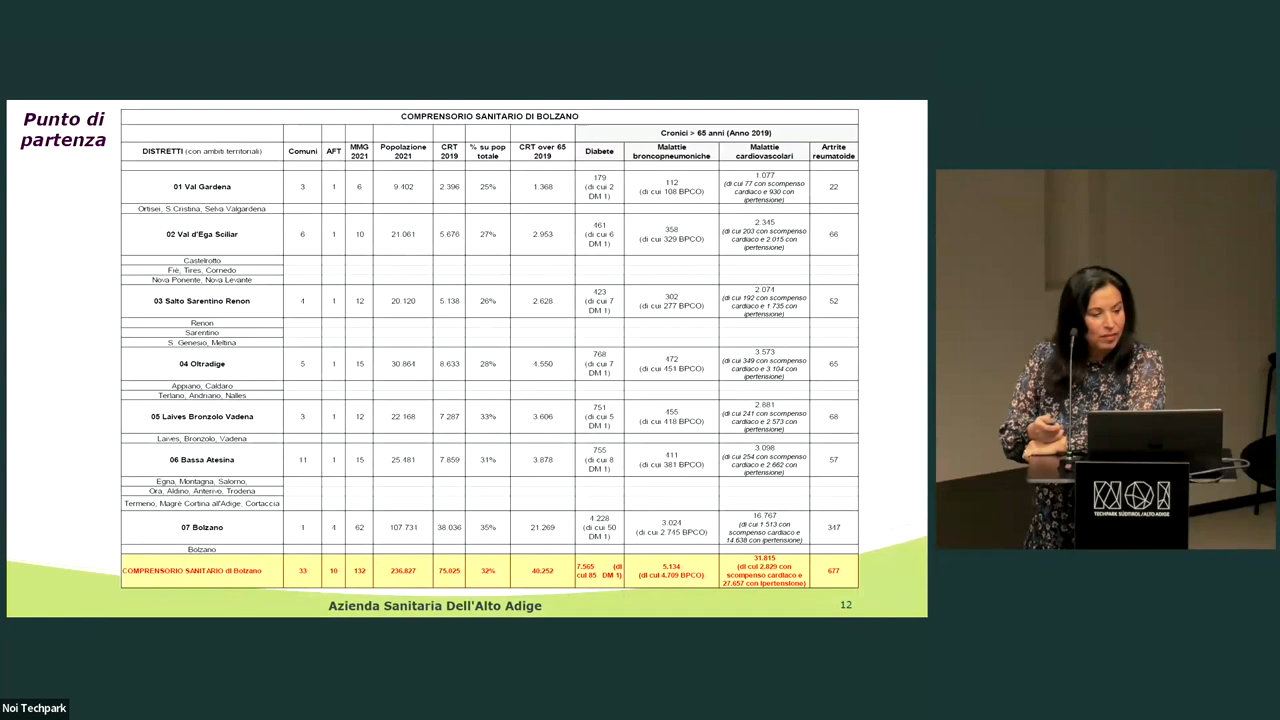 Punto di
partenza
COMPRENSORIO SANITARIO DI BOLZANO
Cronici > 65 anni (Anno 2019)
DISTRETTI (con ambiti territoriali) Comuni AFT MMG 2021 Popolazione 2021 CRT 2019 % su pop totale CRT over 65 2019 Diabete Malattie broncopneumoniche Malattie cardiovascolari Artrite reumatoide
01 Val Gardena 3 1 6 9.402 2.396 25% 1.368 179 (di cui 2 DM 1) 112 (di cui 108 BPCO) 1.077 (di cui 77 con scompenso cardiaco e 930 con ipertensione) 22
Ortisei, S Cristina, Selva Valgardena
02 Val d'Ega Sciliar 6 1 10 21.061 5.676 27% 2.953 461 (di cui 6 DM 1) 358 (di cui 329 BPCO) 2.345 (di cui 203 con scompenso cardiaco e 2.015 con ipertensione) 66
Castelrotto
Fiè, Tires, Cornedo
Nova Ponente, Nova Levante
03 Salto Sarentino Renon 4 1 12 20.120 5.138 26% 2.628 423 (di cui 7 DM 1) 302 (di cui 277 BPCO) 2.074 (di cui 192 con scompenso cardiaco e 1.735 con ipertensione) 52
Renon
Sarentino
S. Genesio, Meltina
04 Oltradige 5 1 15 30.864 8.633 28% 4.550 768 (di cui 7 DM 1) 472 (di cui 451 BPCO) 3.573 (di cui 349 con scompenso cardiaco e 3.104 con ipertensione) 65
Appiano, Caldaro
Terlano, Andriano, Nalles
05 Laives Bronzolo Vadena 3 1 12 22.168 7.287 33% 3.606 751 (di cui 5 DM 1) 455 (di cui 418 BPCO) 2.881 (di cui 241 con scompenso cardiaco e 2.573 con ipertensione) 68
Laives, Bronzolo, Vadena
06 Bassa Atesina 11 1 15 25.481 7.859 31% 3.878 755 (di cui 8 DM 1) 411 (di cui 381 BPCO) 3.098 (di cui 254 con scompenso cardiaco e 2.662 con ipertensione) 57
Egna, Montagna, Salorno,
Ora, Aldino, Anterivo, Trodena
Termeno, Magrè Cortina all'Adige, Cortaccia
07 Bolzano 1 4 62 107.731 38.036 35% 21.269 4.228 (di cui 50 DM 1) 3.024 (di cui 2.745 BPCO) 16.767 (di cui 1.513 con scompenso cardiaco e 14.638 con ipertensione) 347
Bolzano
COMPRENSORIO SANITARIO di Bolzano 33 10 132 236.827 75.025 32% 40.252 7.565 (di cui 85 DM 1) 5.134 (di cui 4.709 BPCO) 31.815 (di cui 2.829 con scompenso cardiaco e 27.657 con ipertensione) 677
Azienda Sanitaria Dell'Alto Adige
12
NOI
TECHPARK SÜDTIROL/ALTO ADIGE
Noi Techpark